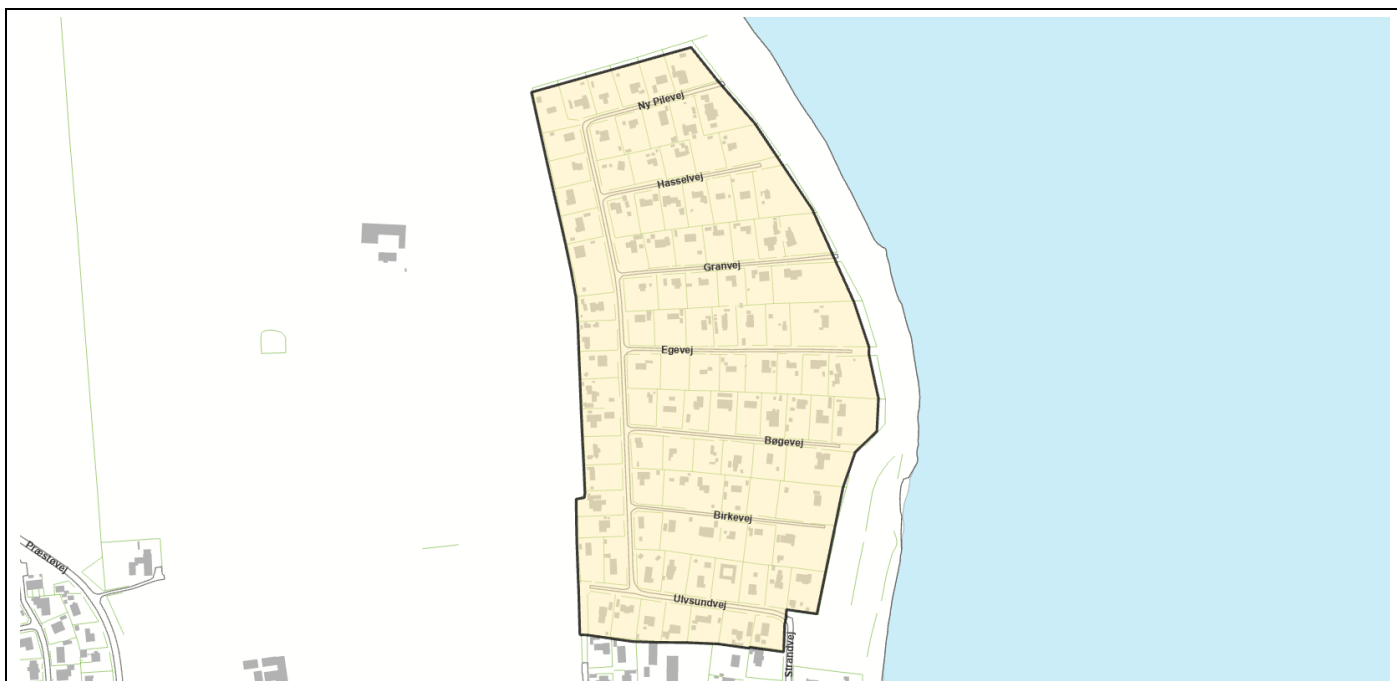 Ny Pilevej
Hasselvej
Granvej
Egevej
Bøgevej
Birkevej
Præstøvej
Ulvsundvej
Strandvej